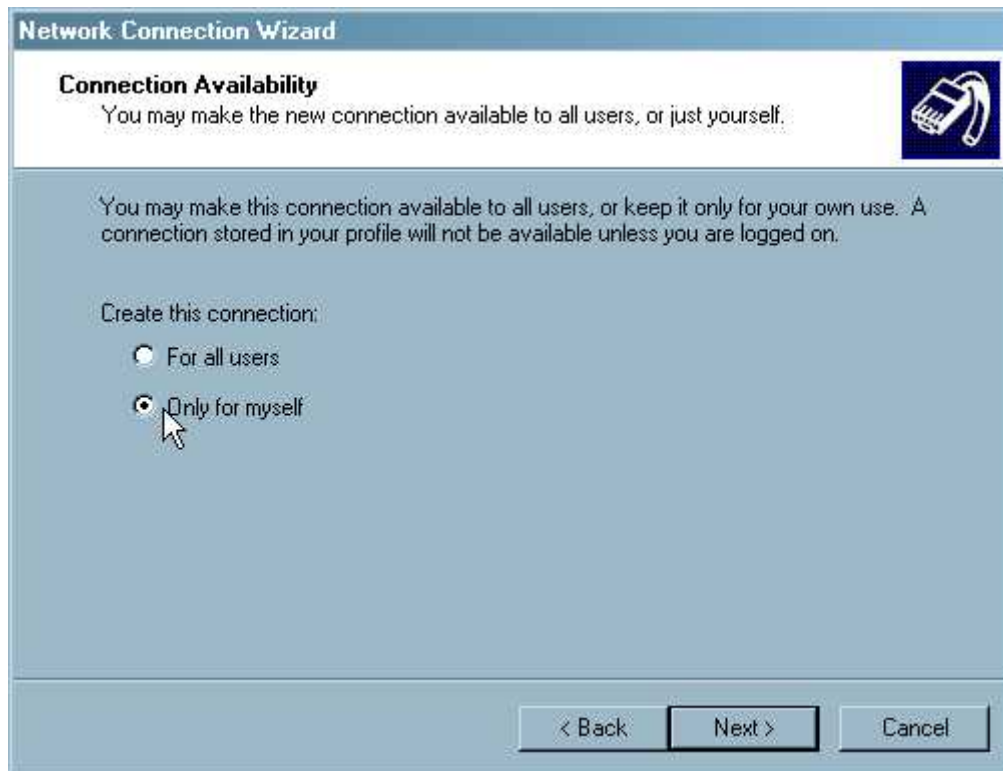 Network Connection Wizard
Connection Availability
You may make the new connection available to all users, or just yourself.
You may make this connection available to all users, or keep it only for your own use.  A
connection stored in your profile will not be available unless you are logged on.
Create this connection:
For all users
Only for myself
< Back
Next >
Cancel